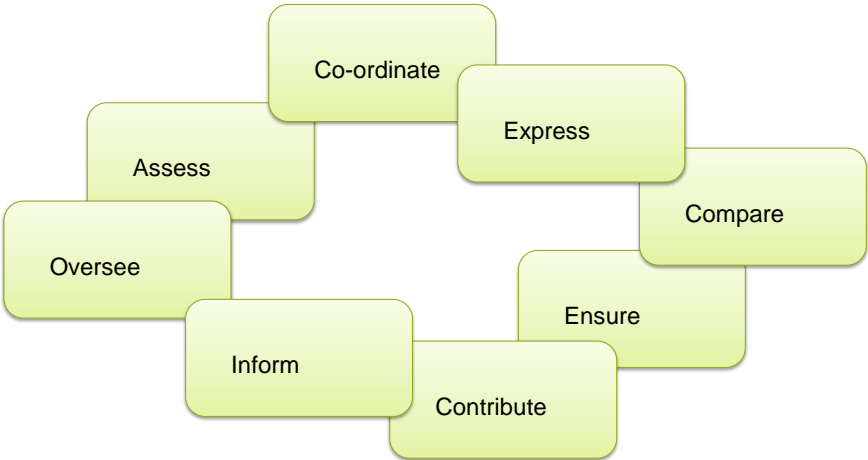 Co-ordinate
Express
Assess
Compare
Oversee
Ensure
Inform
Contribute